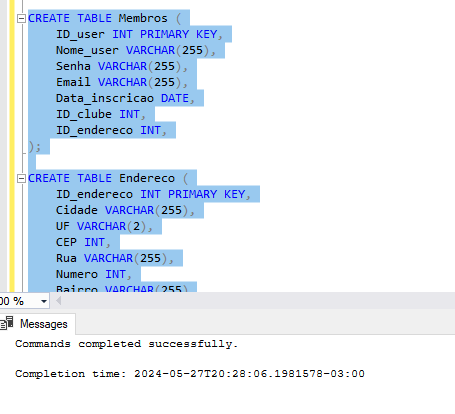 CREATE TABLE Membros (
ID_user INT PRIMARY KEY,
Nome_user VARCHAR(255),
Senha VARCHAR(255),
Email VARCHAR(255),
Data_inscricao DATE,
ID_clube INT,
ID_endereco INT,
);
CREATE TABLE Endereco (
ID_endereco INT PRIMARY KEY,
Cidade VARCHAR(255),
UF VARCHAR(2),
CEP INT,
Rua VARCHAR(255),
Numero INT,
Bairro VARCHAR(255)
00 %
Messages
Commands completed successfully.
Completion time: 2024-05-27T20:28:06.1981578-03:00